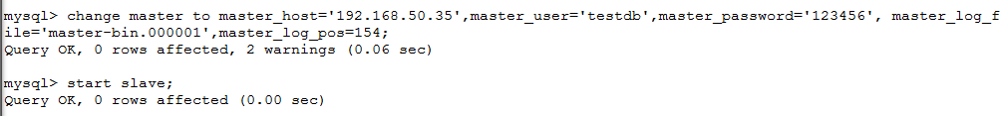 mysql> change master to master_host='192.168.50.35',master_user='testdb',master_password='123456', master_log_f
ile='master-bin.000001',master_log_pos=154;
Query OK, 0 rows affected, 2 warnings (0.06 sec)
mysql> start slave;
Query OK, 0 rows affected (0.00 sec)